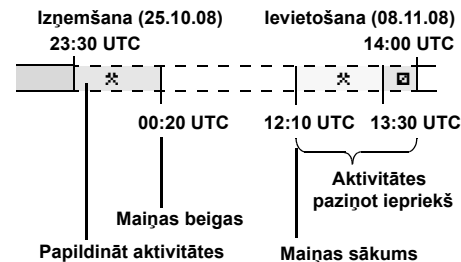 Izņemšana (25.10.08)
23:30 UTC
Ievietošana (08.11.08)
14:00 UTC
00:20 UTC
12:10 UTC
13:30 UTC
Aktivitātes
paziņot iepriekš
Maiņas beigas
Papildināt aktivitātes
Maiņas sākums